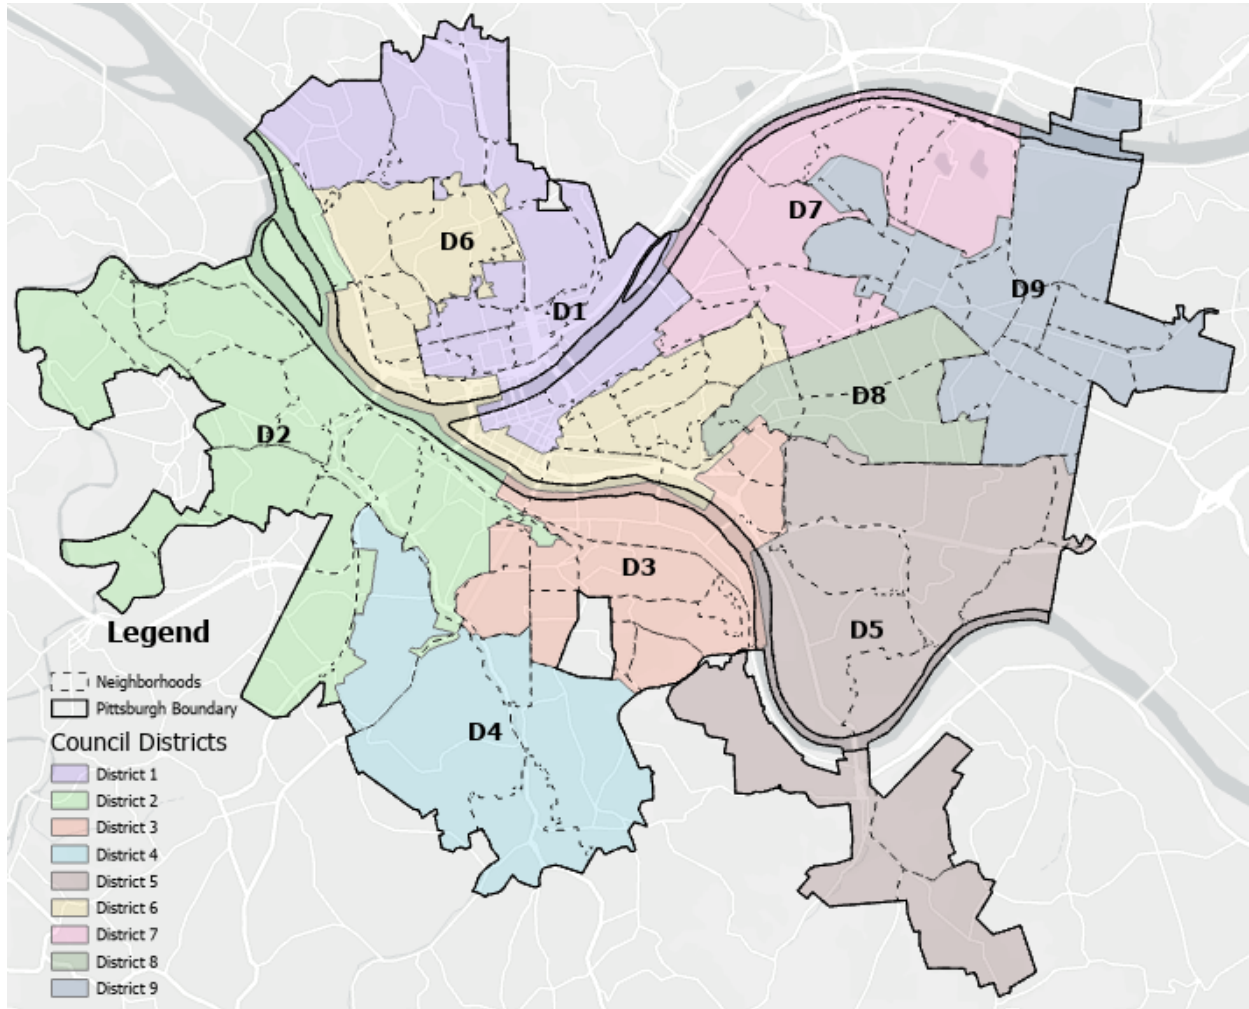 D6
D7
D1
D9
D8
D2
D3
D5
D4
Legend
Neighborhoods
Pittsburgh Boundary
Council Districts
District 1
District 2
District 3
District 4
District 5
District 6
District 7
District 8
District 9